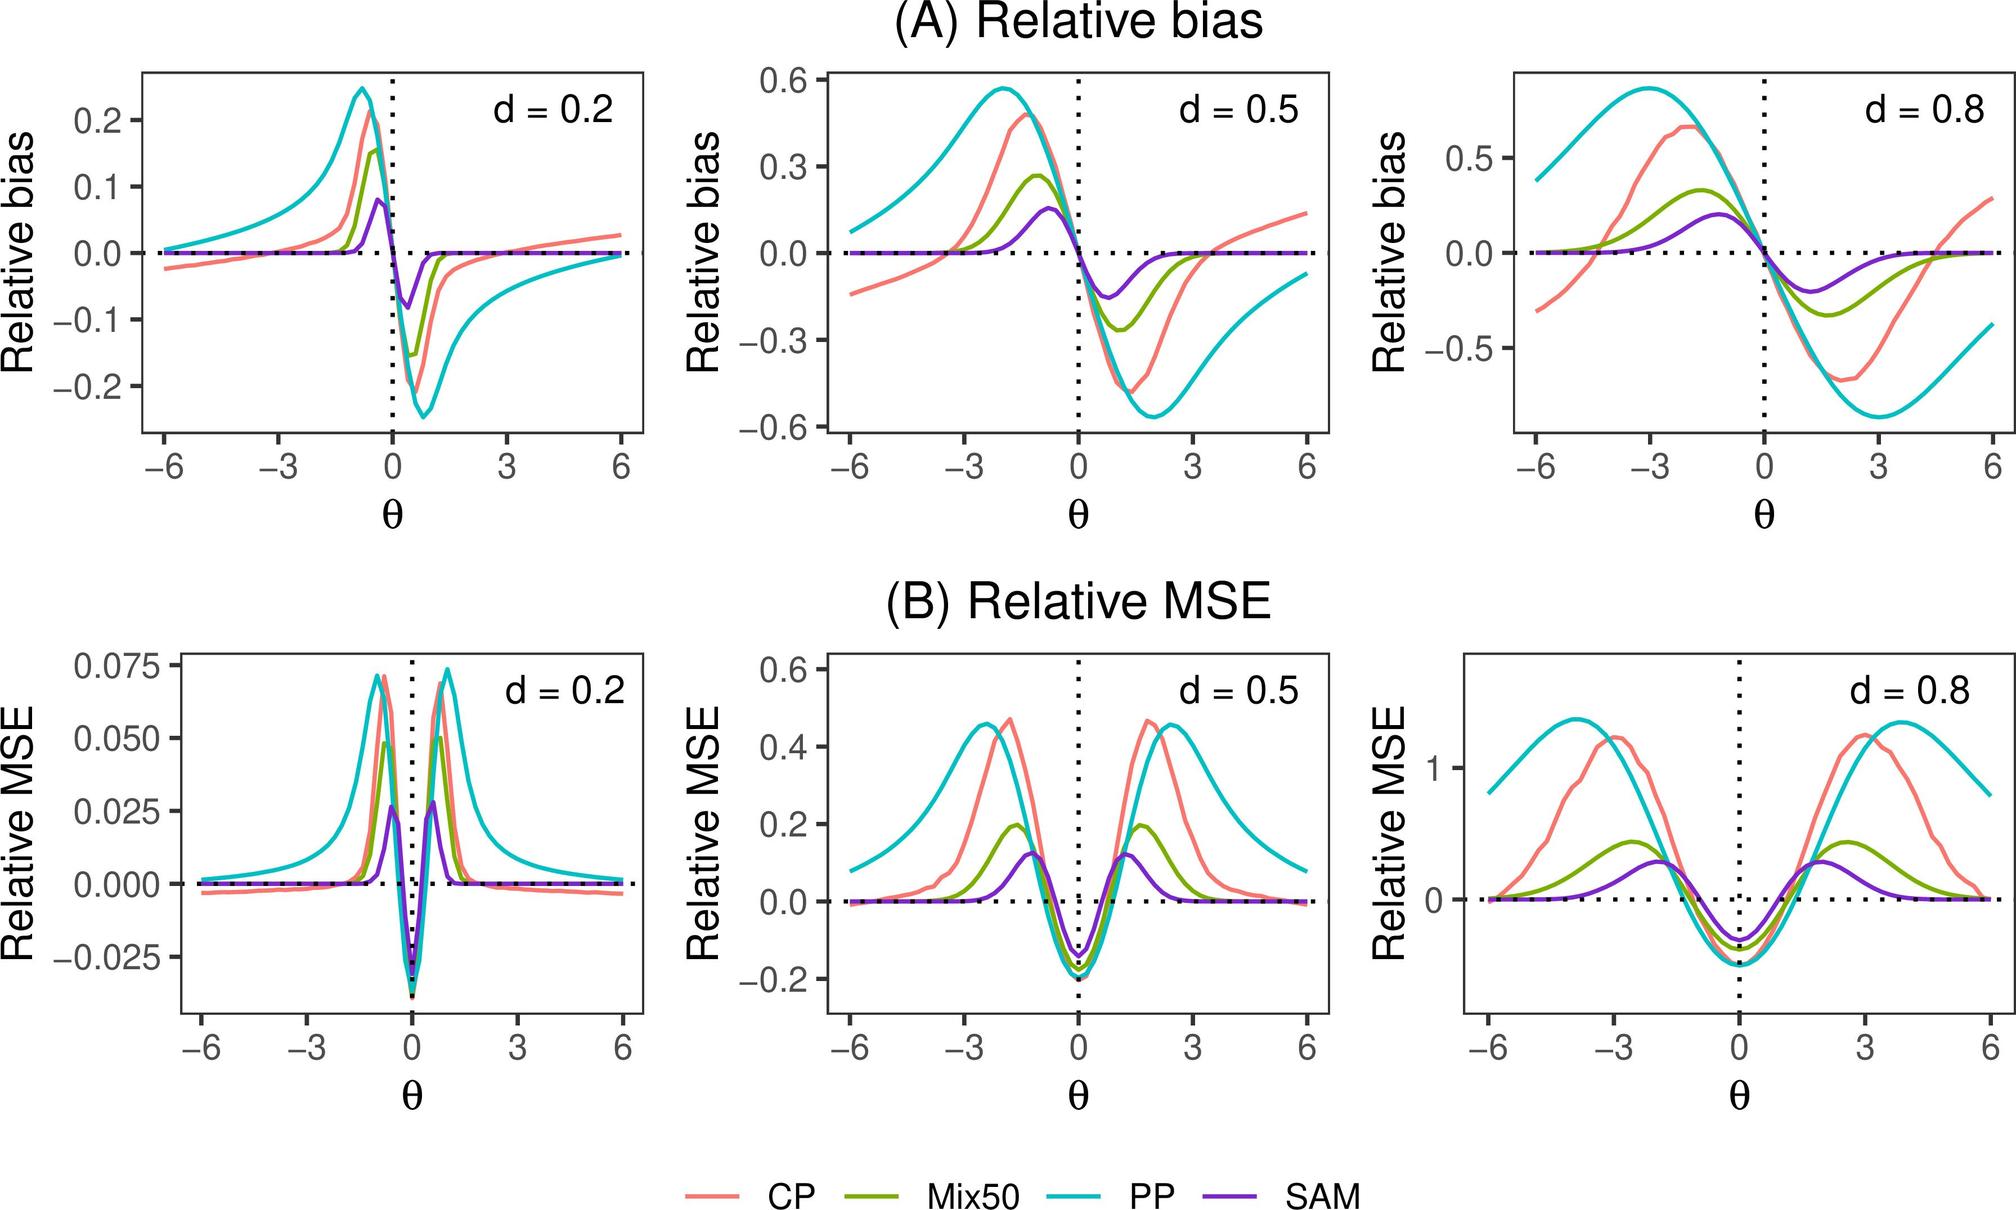 (A) Relative bias
Relative bias
0.2
0.1
0.0
−0.1
−0.2
d = 0.2
−6 −3 0 3 6
θ
Relative bias
0.6
0.3
0.0
−0.3
−0.6
d = 0.5
−6 −3 0 3 6
θ
Relative bias
0.5
0.0
−0.5
d = 0.8
−6 −3 0 3 6
θ
(B) Relative MSE
Relative MSE
0.075
0.050
0.025
0.000
−0.025
d = 0.2
−6 −3 0 3 6
θ
Relative MSE
0.6
0.4
0.2
0.0
−0.2
d = 0.5
−6 −3 0 3 6
θ
Relative MSE
1
0
d = 0.8
−6 −3 0 3 6
θ
CP Mix50 PP SAM